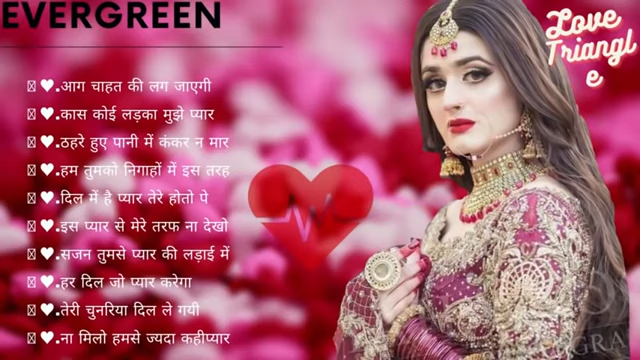 EVERGREEN
Love
Triangl
e
♥.आग चाहत की लग जाएगी
♥.कास कोई लड़का मुझे प्यार
♥.ठहरे हुए पानी में कंकर न मार
♥.हम तुमको निगाहों में इस तरह
♥.दिल में है प्यार तेरे होतो पे
♥.इस प्यार से मेरे तरफ ना देखो
♥.सजन तुमसे प्यार की लड़ाई में
♥.हर दिल जो प्यार करेगा
♥.तेरी चुनरिया दिल ले गयी
♥.ना मिलो हमसे ज्यदा कहीप्यार